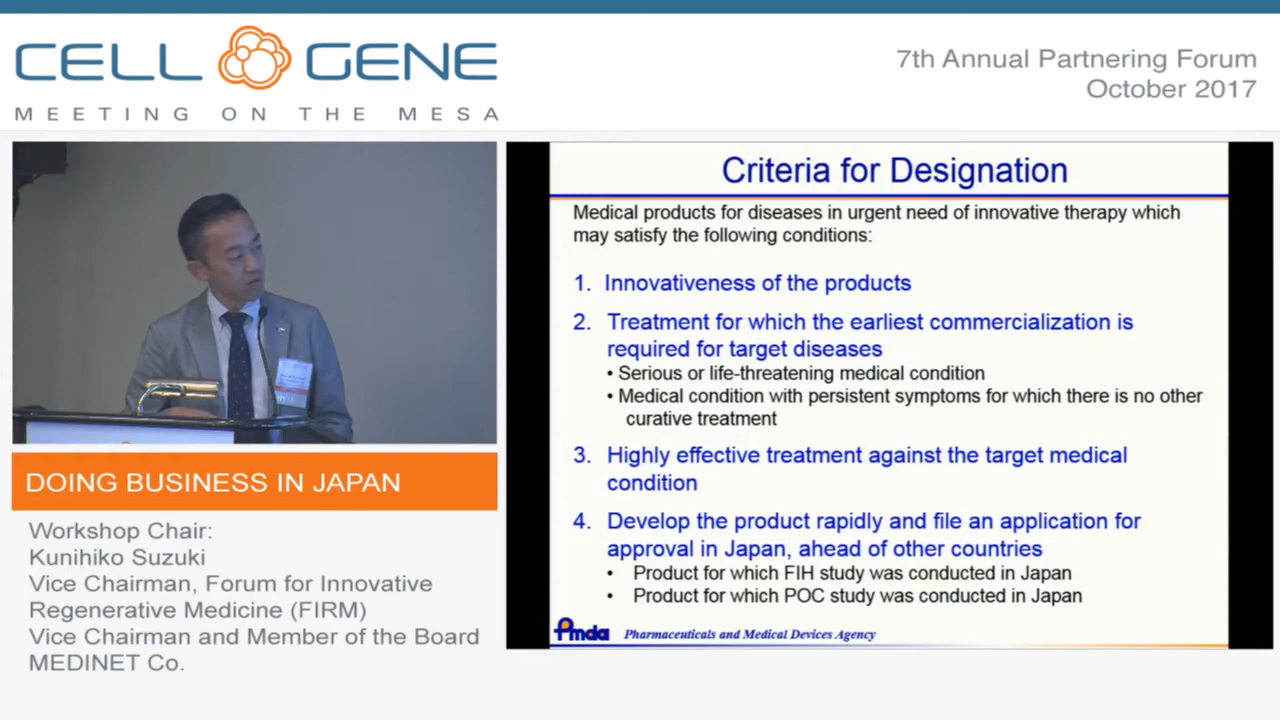 CELL GENE
MEETING ON THE MESA
7th Annual Partnering Forum
October 2017
DOING BUSINESS IN JAPAN
Workshop Chair:
Kunihiko Suzuki
Vice Chairman, Forum for Innovative
Regenerative Medicine (FIRM)
Vice Chairman and Member of the Board
MEDINET Co.
Criteria for Designation
Medical products for diseases in urgent need of innovative therapy which
may satisfy the following conditions:
1. Innovativeness of the products
2. Treatment for which the earliest commercialization is
required for target diseases
• Serious or life-threatening medical condition
• Medical condition with persistent symptoms for which there is no other
curative treatment
3. Highly effective treatment against the target medical
condition
4. Develop the product rapidly and file an application for
approval in Japan, ahead of other countries
• Product for which FIH study was conducted in Japan
• Product for which POC study was conducted in Japan
Pmda Pharmaceuticals and Medical Devices Agency